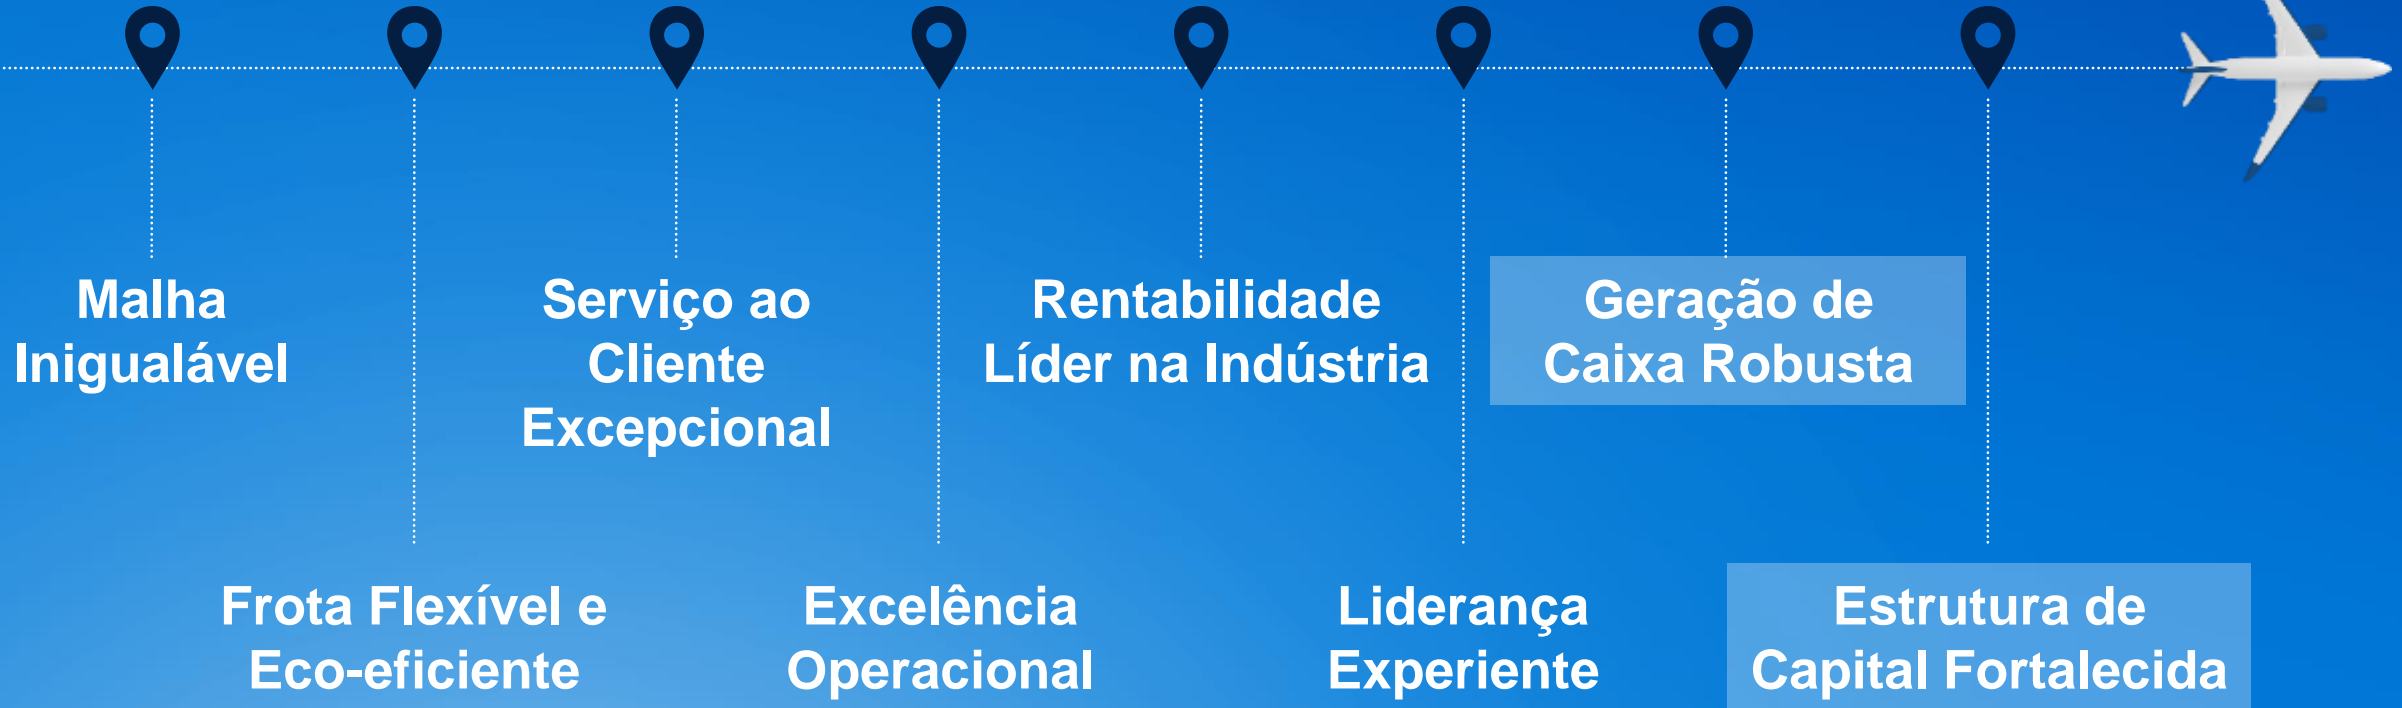 Malha
Inigualável
Frota Flexível e
Eco-eficiente
Serviço ao
Cliente
Excepcional
Excelência
Operacional
Rentabilidade
Líder na Indústria
Liderança
Experiente
Geração de
Caixa Robusta
Estrutura de
Capital Fortalecida